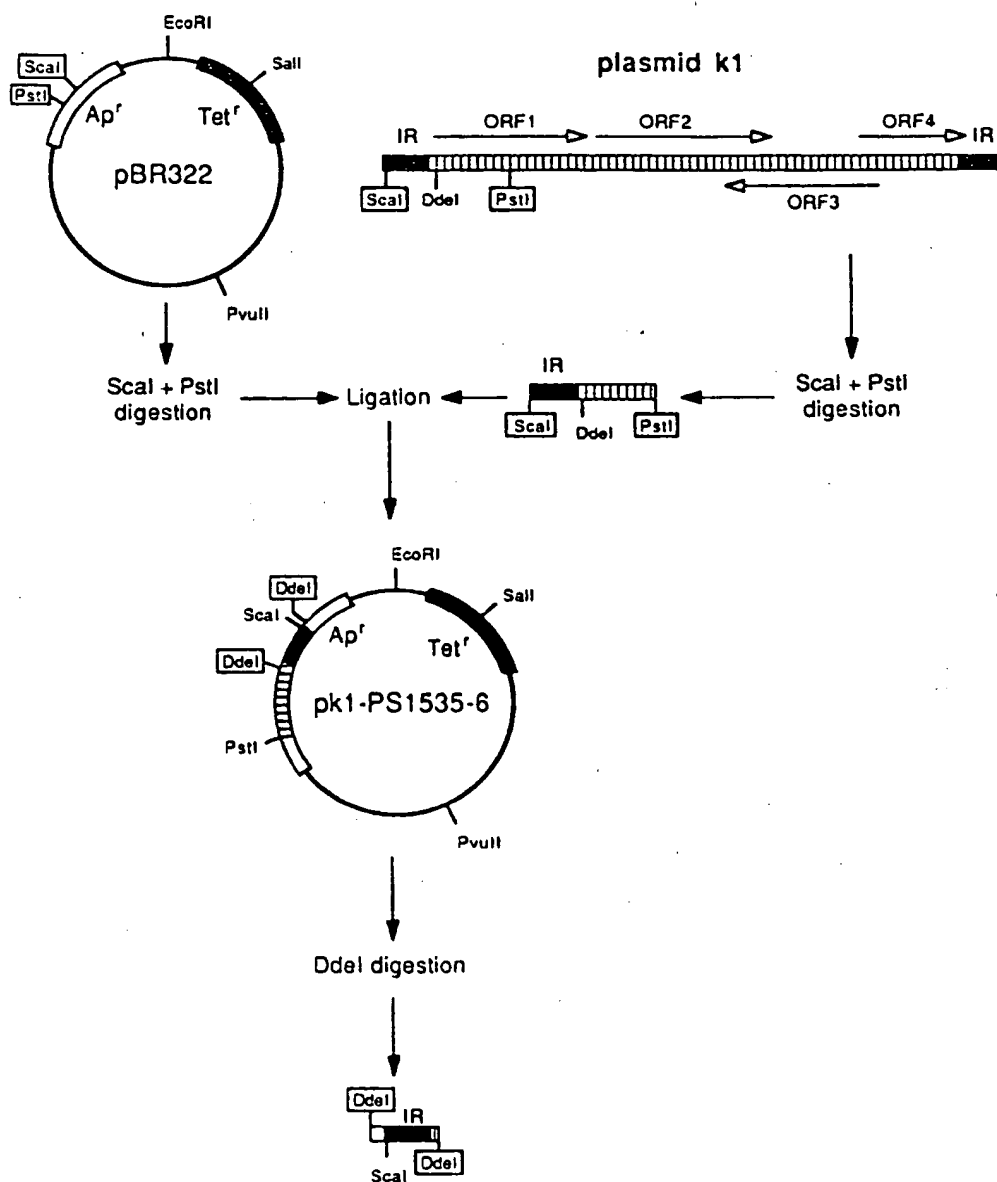 EcoRI
ScaI
SalI
PstI
Apʳ
Tetʳ
pBR322
PvuII
plasmid k1
IR
ORF1
ORF2
ORF4
IR
ScaI
DdeI
PstI
ORF3
ScaI + PstI
digestion
Ligation
IR
ScaI
DdeI
PstI
ScaI + PstI
digestion
EcoRI
DdeI
SalI
ScaI
Apʳ
Tetʳ
DdeI
pk1-PS1535-6
PstI
PvuII
DdeI digestion
DdeI
IR
ScaI
DdeI